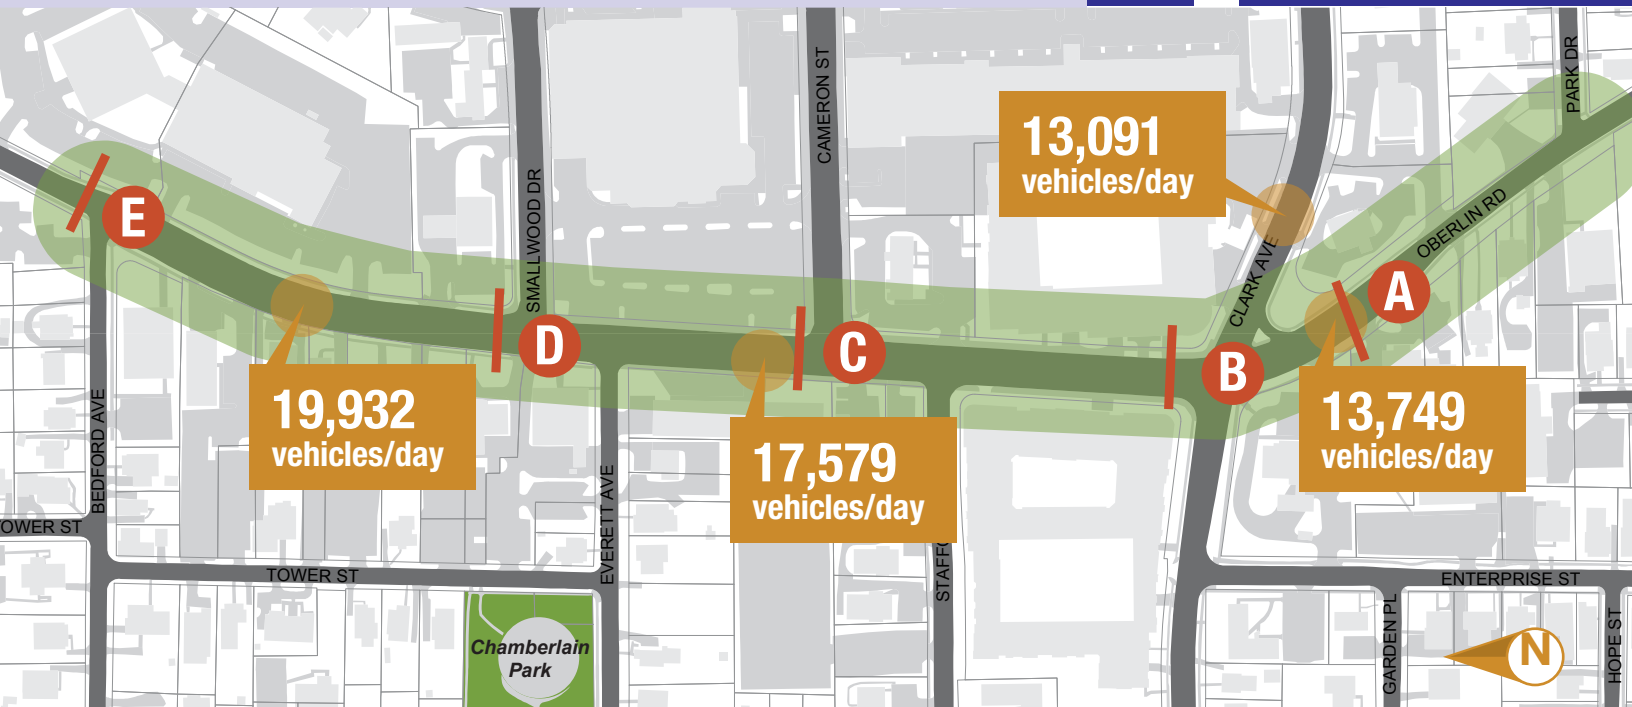 PARK DR
CAMERON ST
13,091
vehicles/day
SMALLWOOD DR
OBERLIN RD
E
CLARK AVE
A
D
C
B
19,932
vehicles/day
13,749
vehicles/day
17,579
vehicles/day
BEDFORD AVE
EVERETT AVE
TOWER ST
TOWER ST
STAFFO
ENTERPRISE ST
Chamberlain
Park
GARDEN PL
HOPE ST
N